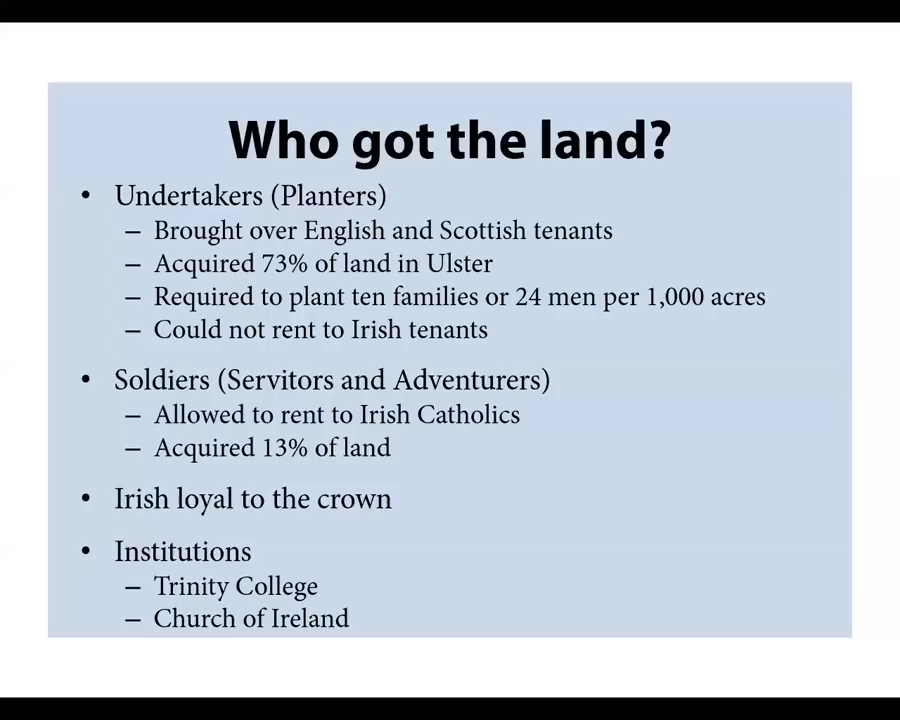 Who got the land?
• Undertakers (Planters)
– Brought over English and Scottish tenants
– Acquired 73% of land in Ulster
– Required to plant ten families or 24 men per 1,000 acres
– Could not rent to Irish tenants
• Soldiers (Servitors and Adventurers)
– Allowed to rent to Irish Catholics
– Acquired 13% of land
• Irish loyal to the crown
• Institutions
– Trinity College
– Church of Ireland